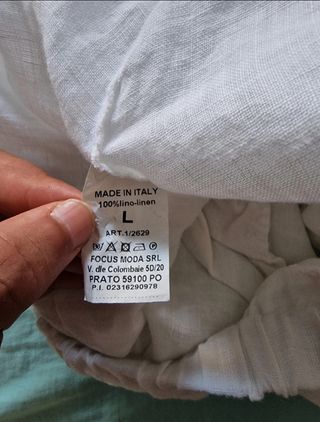 MADE IN ITALY
100%lino-linen
L
ART.1/2629
FOCUS MODA SRL
V. dle Colombaie 5D/20
PRATO 59100 PO
P.I. 02316290978